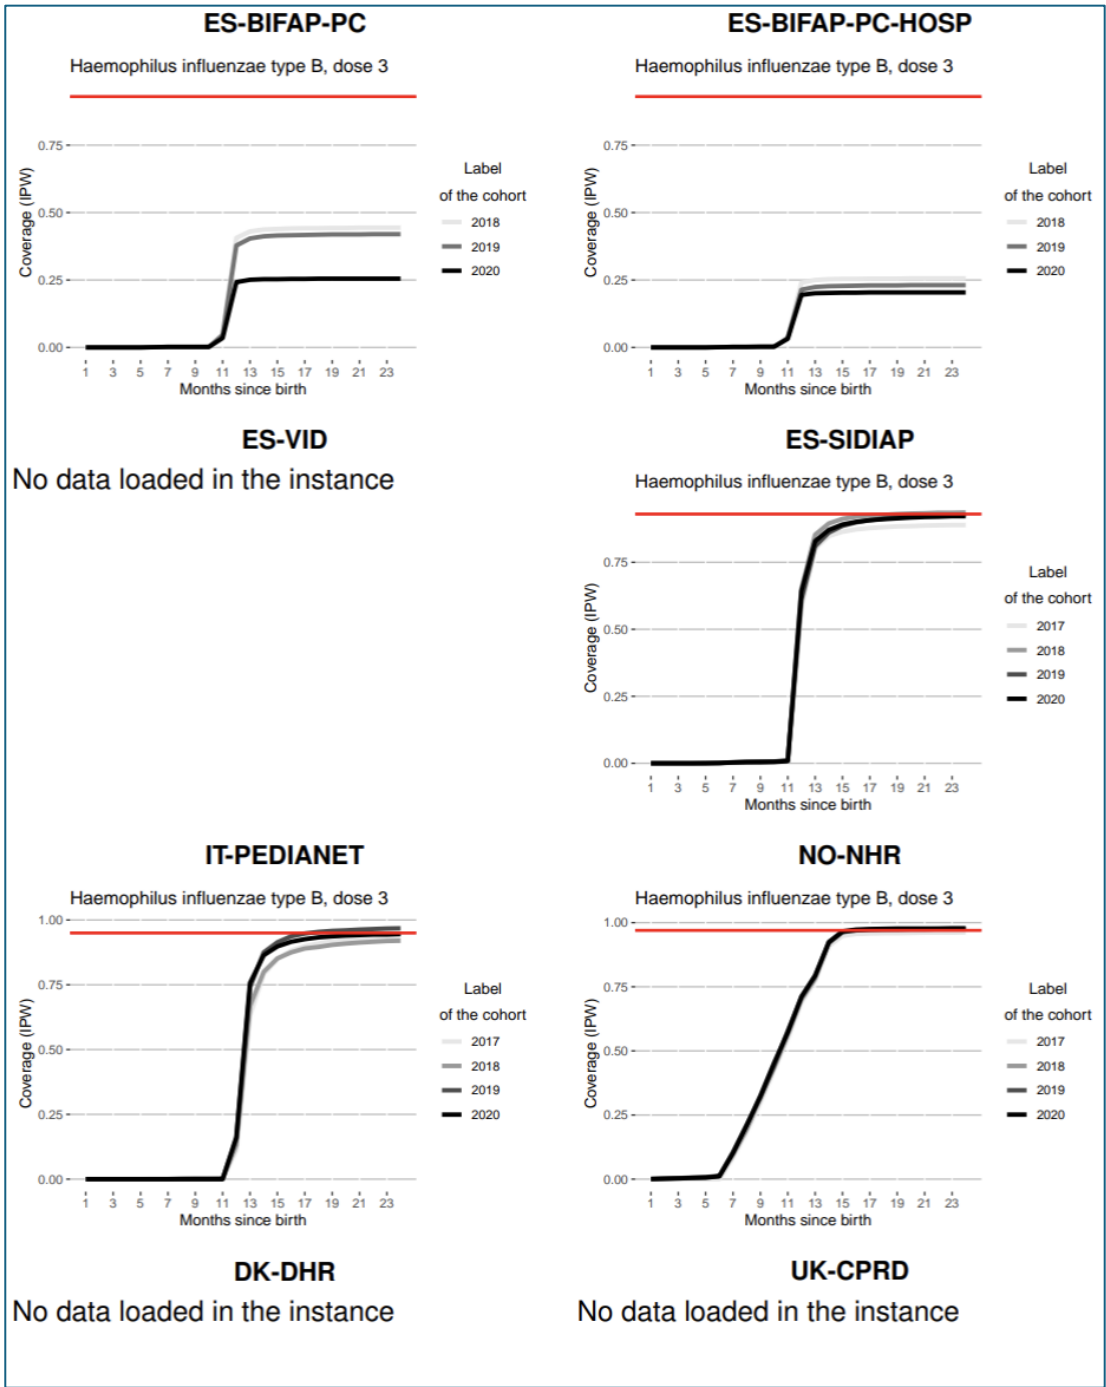 ES-BIFAP-PC
Haemophilus influenzae type B, dose 3
0.75
0.50
0.25
0.00
Coverage (IPW)
1 3 5 7 9 11 13 15 17 19 21 23
Months since birth
Label
of the cohort
2018
2019
2020
ES-BIFAP-PC-HOSP
Haemophilus influenzae type B, dose 3
0.75
0.50
0.25
0.00
Coverage (IPW)
1 3 5 7 9 11 13 15 17 19 21 23
Months since birth
Label
of the cohort
2018
2019
2020
ES-VID
No data loaded in the instance
ES-SIDIAP
Haemophilus influenzae type B, dose 3
0.75
0.50
0.25
0.00
Coverage (IPW)
1 3 5 7 9 11 13 15 17 19 21 23
Months since birth
Label
of the cohort
2017
2018
2019
2020
IT-PEDIANET
Haemophilus influenzae type B, dose 3
1.00
0.75
0.50
0.25
0.00
Coverage (IPW)
1 3 5 7 9 11 13 15 17 19 21 23
Months since birth
Label
of the cohort
2017
2018
2019
2020
NO-NHR
Haemophilus influenzae type B, dose 3
1.00
0.75
0.50
0.25
0.00
Coverage (IPW)
1 3 5 7 9 11 13 15 17 19 21 23
Months since birth
Label
of the cohort
2017
2018
2019
2020
DK-DHR
No data loaded in the instance
UK-CPRD
No data loaded in the instance